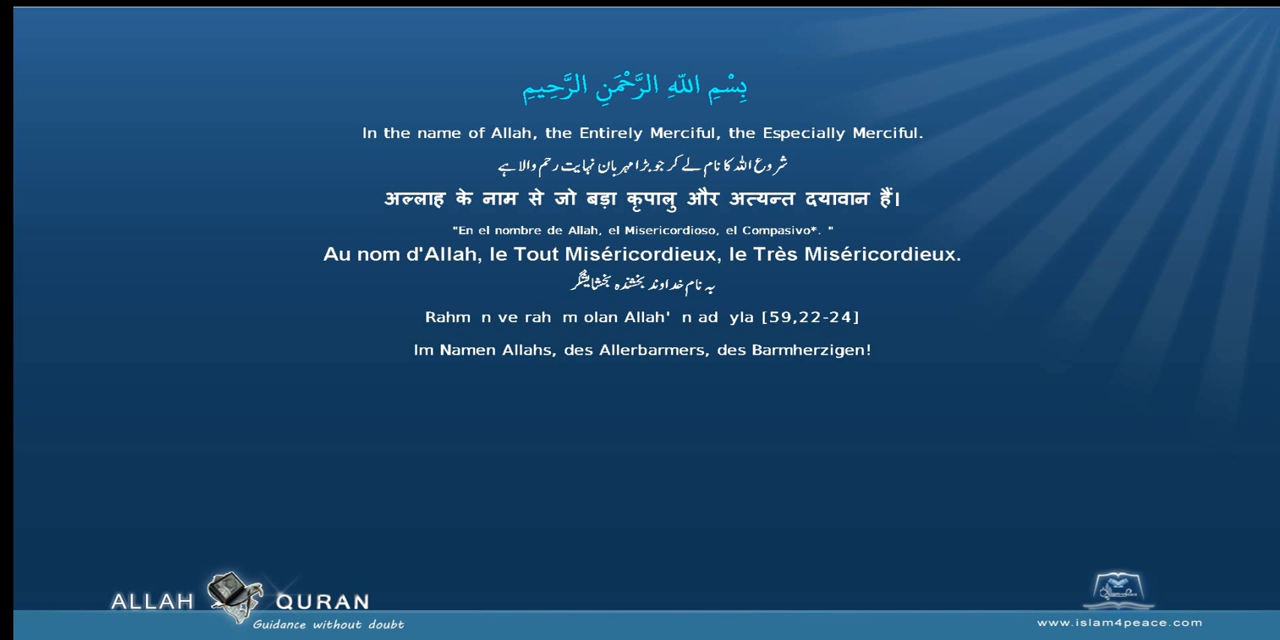 بِسْمِ اللَّهِ الرَّحْمَنِ الرَّحِيمِ
In the name of Allah, the Entirely Merciful, the Especially Merciful.
شروع الله کا نام لے کر جو بڑا مہربان نہایت رحم والا ہے
अल्लाह के नाम से जो बड़ा कृपालु और अत्यन्त दयावान हैं।
"En el nombre de Allah, el Misericordioso, el Compasivo*. "
Au nom d'Allah, le Tout Miséricordieux, le Très Miséricordieux.
به نام خداوند بخشنده بخشایشگر
Rahm n ve rah m olan Allah' n ad yla [59,22-24]
Im Namen Allahs, des Allerbarmers, des Barmherzigen!
ALLAH QURAN
Guidance without doubt
www.islam4peace.com